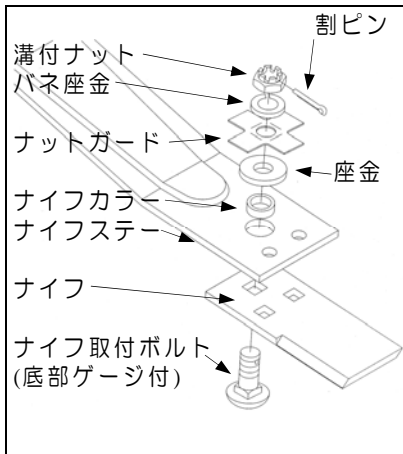 割ピン
溝付ナット
バネ座金
ナットガード
座金
ナイフカラー
ナイフステー
ナイフ
ナイフ取付ボルト
(底部ゲージ付)